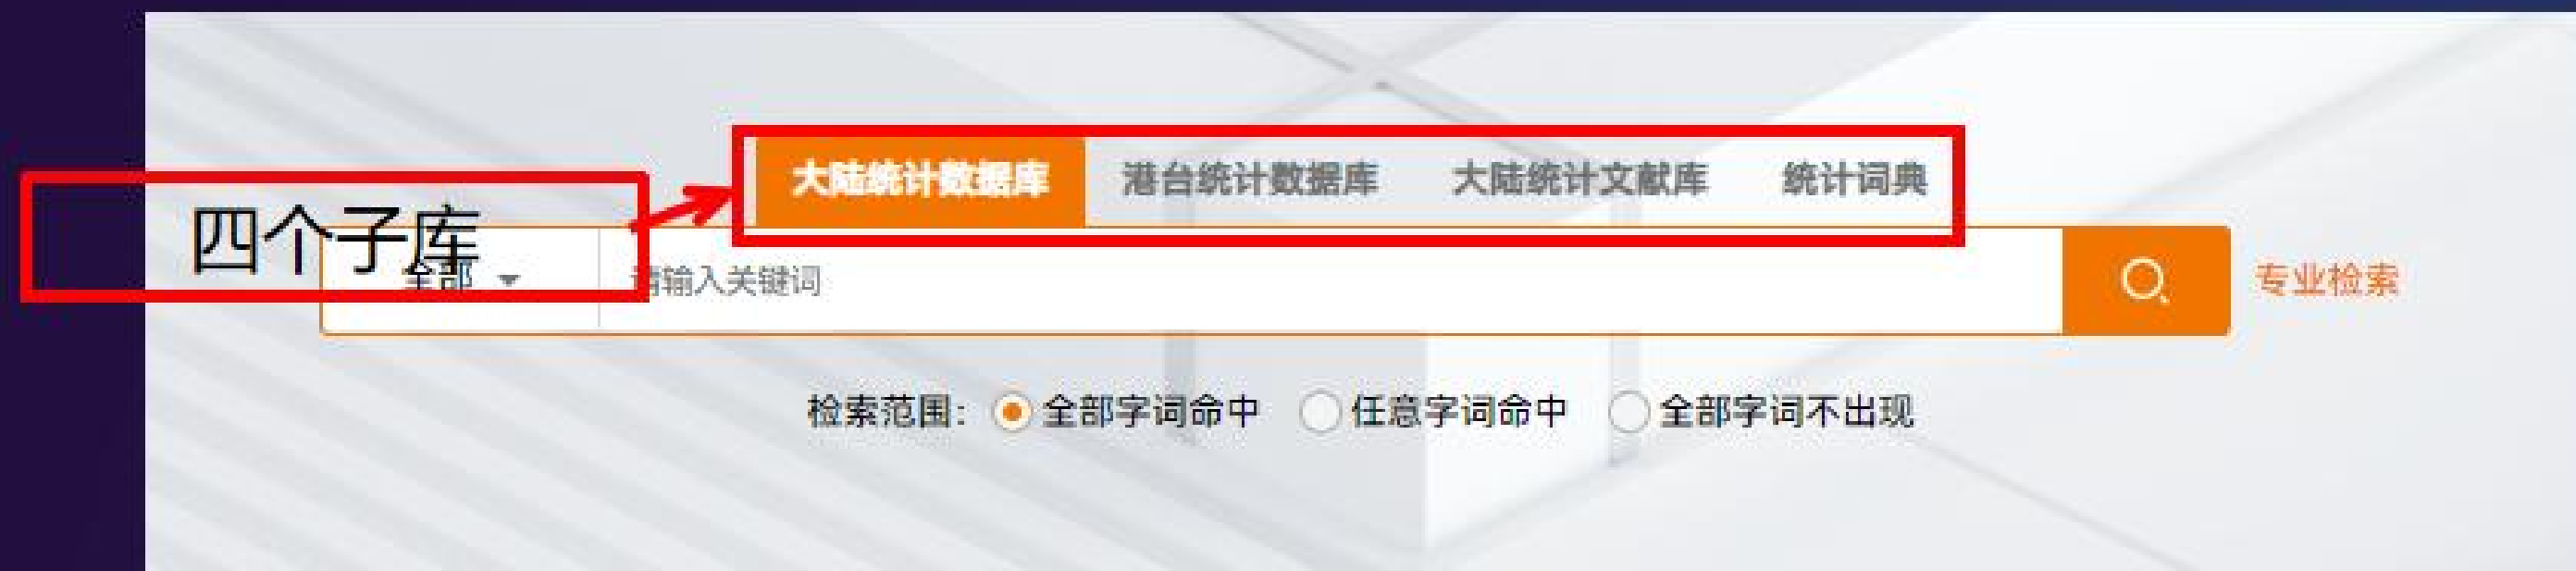 大陆统计数据库 港台统计数据库 大陆统计文献库 统计词典
四个子库
全部 请输入关键词 专业检索
检索范围: 全部字词命中 任意字词命中 全部字词不出现